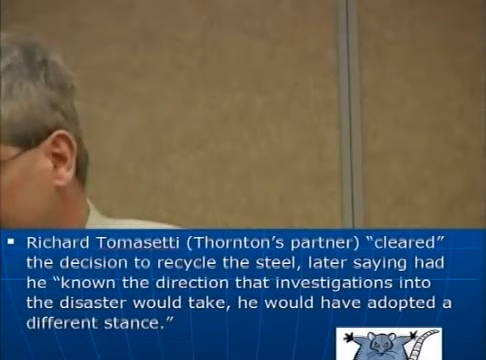 Richard Tomasetti (Thornton's partner) "cleared"
the decision to recycle the steel, later saying had
he "known the direction that investigations into
the disaster would take, he would have adopted a
different stance."